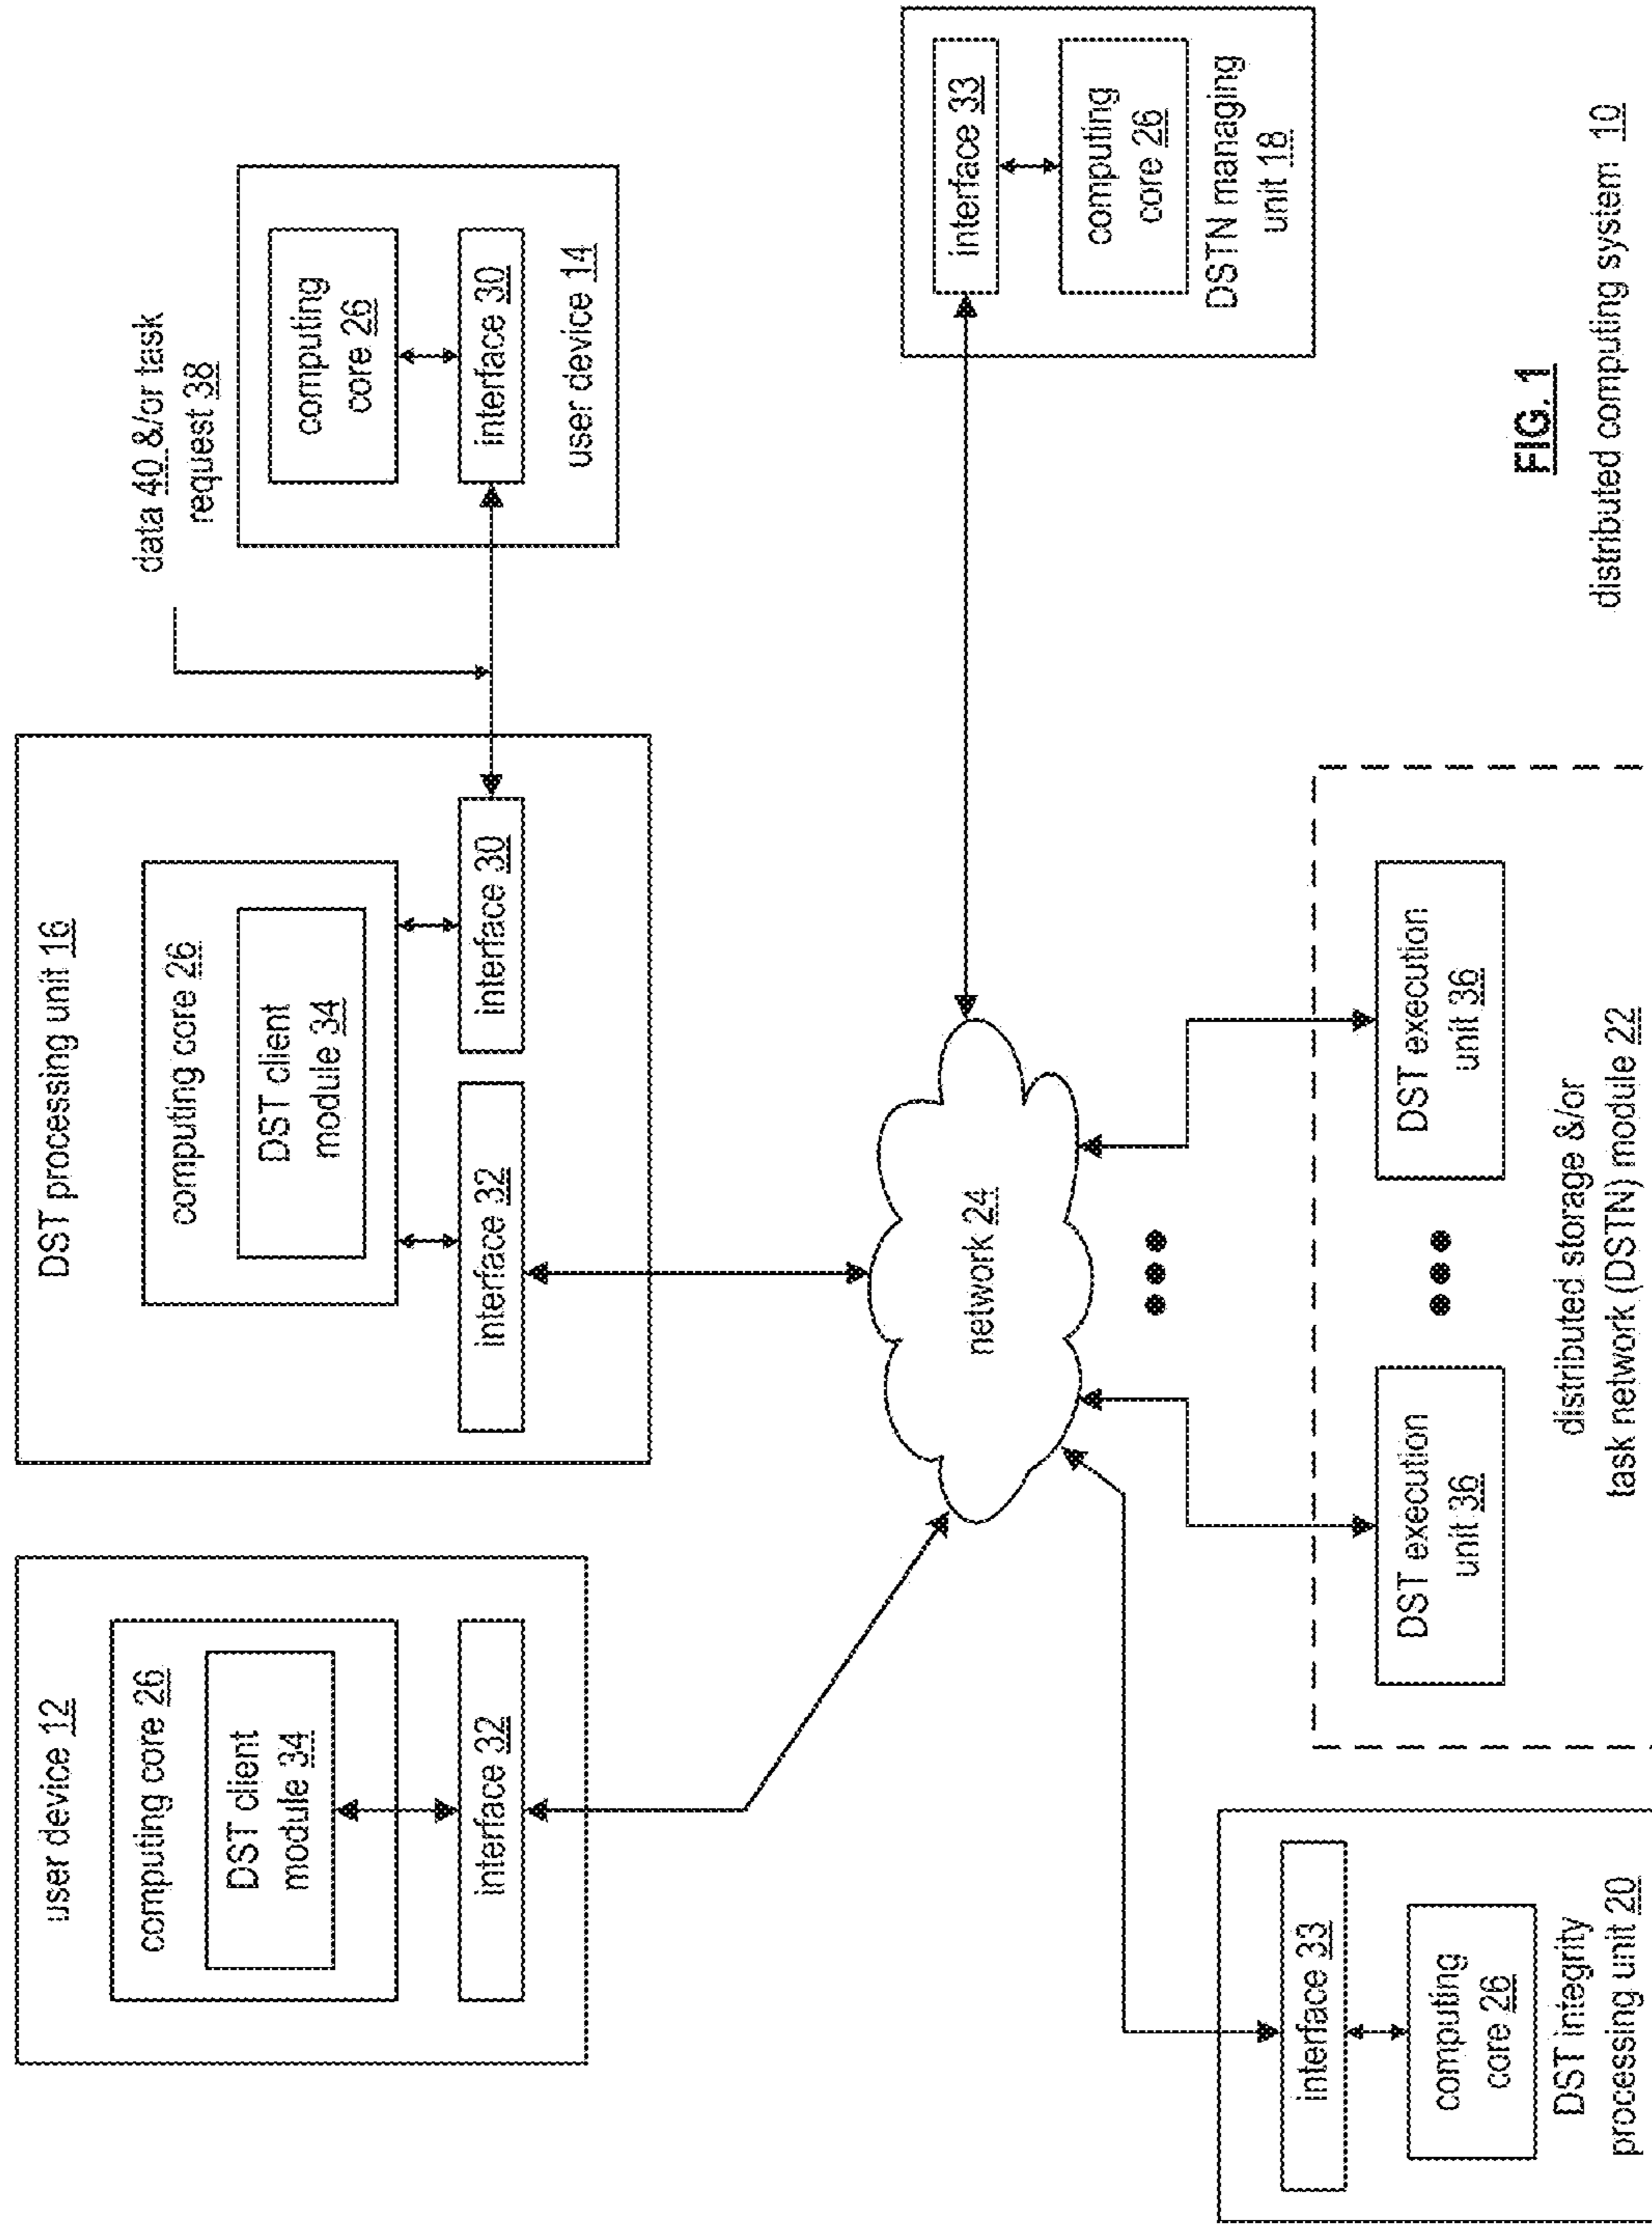 user device 12
computing core 26
DST client
module 34
interface 32
DST processing unit 16
computing core 26
DST client
module 34
interface 32
interface 30
data 40 &/or task
request 38
computing
core 26
interface 30
user device 14
network 24
interface 33
computing
core 26
DSTN managing
unit 18
interface 33
computing
core 26
DST integrity
processing unit 20
DST execution
unit 36
DST execution
unit 36
distributed storage &/or
task network (DSTN) module 22
FIG. 1
distributed computing system 10